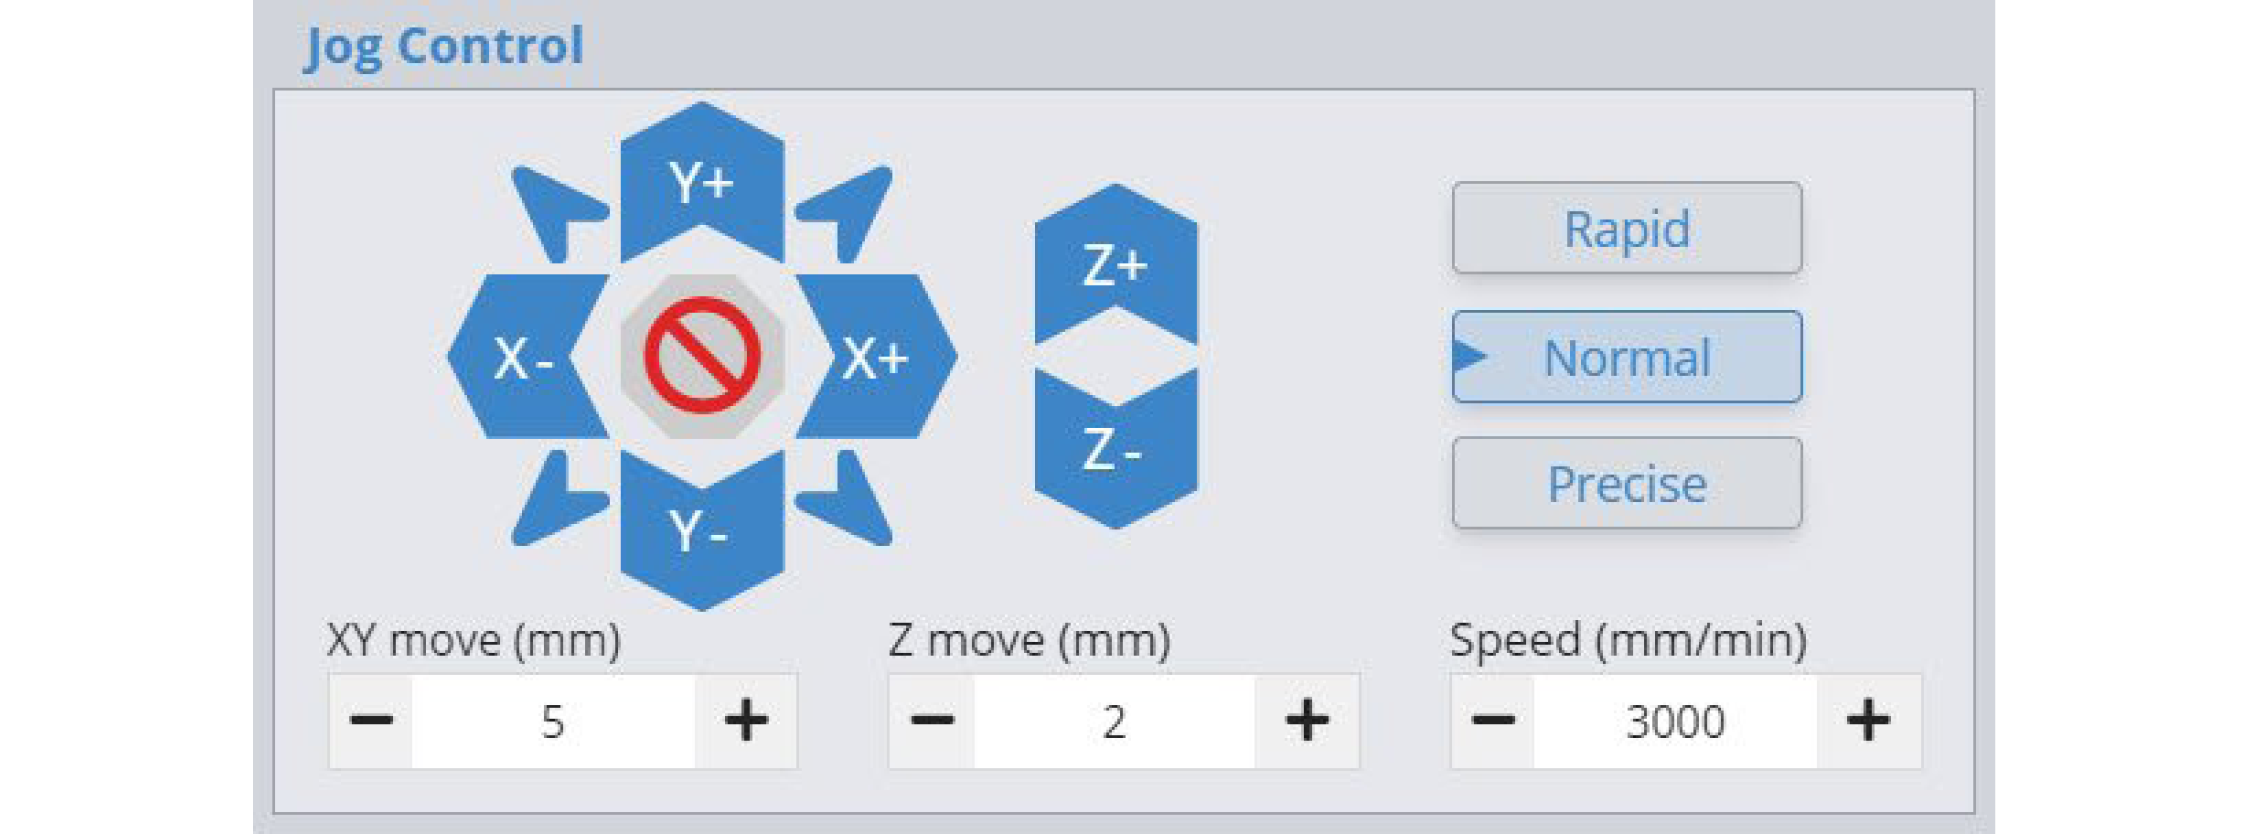 Jog Control
Y+
X-
X+
Y-
Z+
Z-
Rapid
Normal
Precise
XY move (mm)
Z move (mm)
Speed (mm/min)
− 5 +
− 2 +
− 3000 +